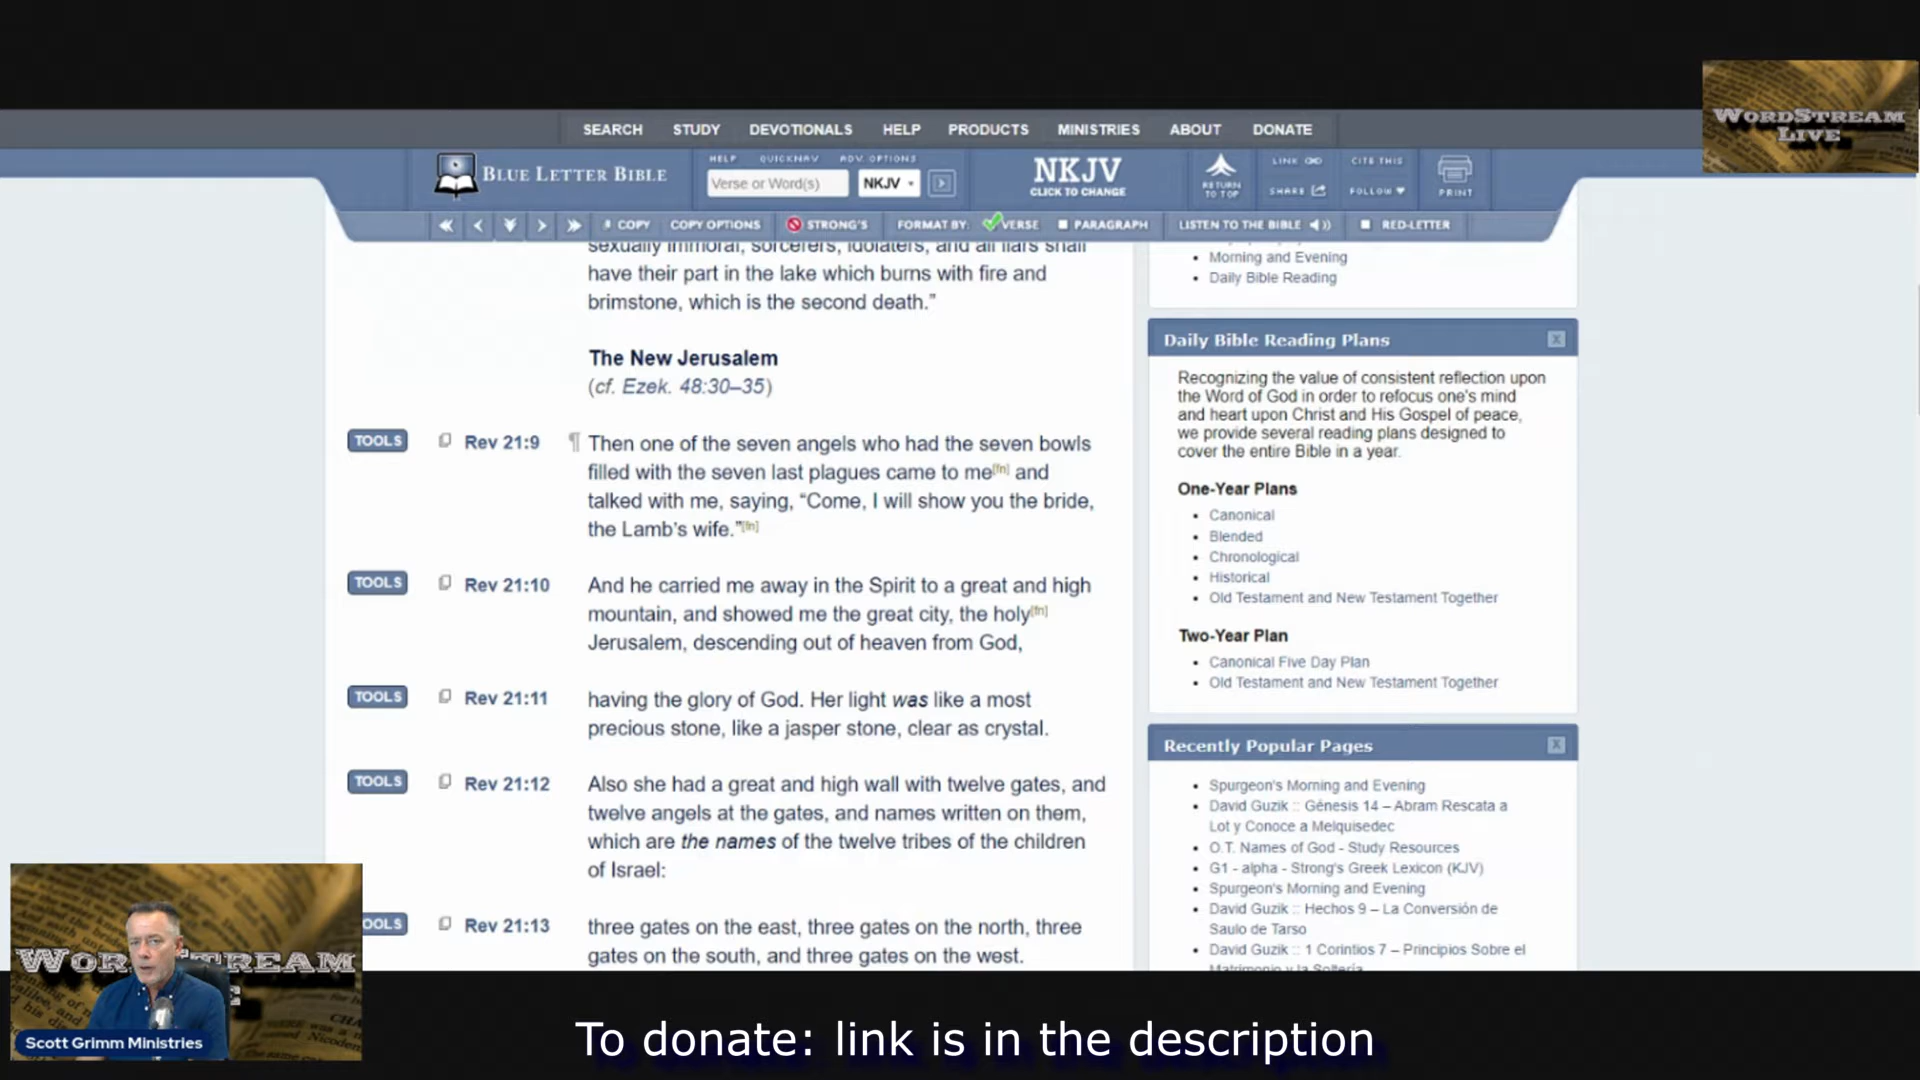 WORDSTREAM
LIVE
SEARCH STUDY DEVOTIONALS HELP PRODUCTS MINISTRIES ABOUT DONATE
BLUE LETTER BIBLE
HELP QUICKNAV ADV. OPTIONS
Verse or Word(s) NKJV
NKJV
CLICK TO CHANGE
RETURN
TO TOP
LINK CITE THIS
SHARE FOLLOW
PRINT
COPY COPY OPTIONS STRONG'S FORMAT BY: VERSE PARAGRAPH LISTEN TO THE BIBLE RED-LETTER
sexually immoral, sorcerers, idolaters, and all liars shall
have their part in the lake which burns with fire and
brimstone, which is the second death.”
The New Jerusalem
(cf. Ezek. 48:30–35)
TOOLS Rev 21:9 ¶ Then one of the seven angels who had the seven bowls
filled with the seven last plagues came to me[fn] and
talked with me, saying, “Come, I will show you the bride,
the Lamb’s wife.”[fn]
TOOLS Rev 21:10 And he carried me away in the Spirit to a great and high
mountain, and showed me the great city, the holy[fn]
Jerusalem, descending out of heaven from God,
TOOLS Rev 21:11 having the glory of God. Her light was like a most
precious stone, like a jasper stone, clear as crystal.
TOOLS Rev 21:12 Also she had a great and high wall with twelve gates, and
twelve angels at the gates, and names written on them,
which are the names of the twelve tribes of the children
of Israel:
OOLS Rev 21:13 three gates on the east, three gates on the north, three
gates on the south, and three gates on the west.
Morning and Evening
Daily Bible Reading
Daily Bible Reading Plans
Recognizing the value of consistent reflection upon
the Word of God in order to refocus one's mind
and heart upon Christ and His Gospel of peace,
we provide several reading plans designed to
cover the entire Bible in a year.
One-Year Plans
Canonical
Blended
Chronological
Historical
Old Testament and New Testament Together
Two-Year Plan
Canonical Five Day Plan
Old Testament and New Testament Together
Recently Popular Pages
Spurgeon's Morning and Evening
David Guzik :: Génesis 14 – Abram Rescata a
Lot y Conoce a Melquisedec
O.T. Names of God - Study Resources
G1 - alpha - Strong's Greek Lexicon (KJV)
Spurgeon's Morning and Evening
David Guzik :: Hechos 9 – La Conversión de
Saulo de Tarso
David Guzik :: 1 Corintios 7 – Principios Sobre el
Matrimonio y la Soltería
Scott Grimm Ministries
To donate: link is in the description